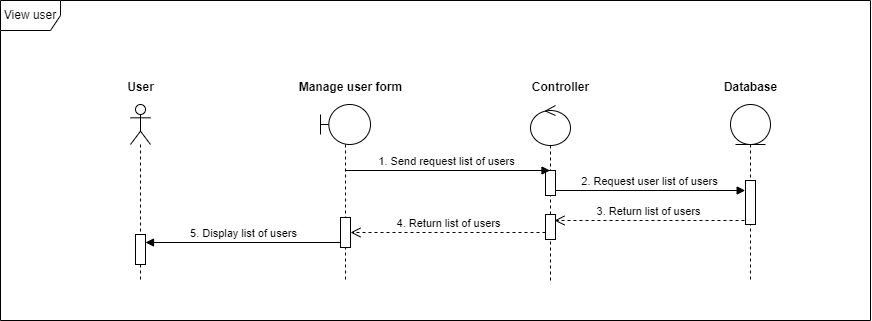 View user
User
Manage user form
Controller
Database
1. Send request list of users
2. Request user list of users
3. Return list of users
4. Return list of users
5. Display list of users